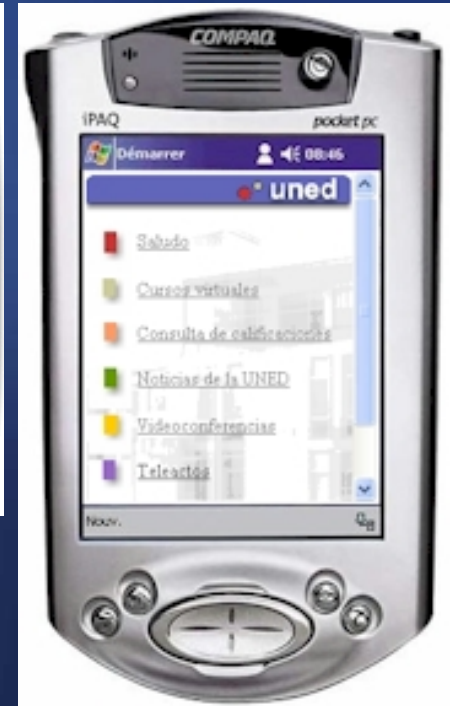 COMPAQ
iPAQ pocket pc
Démarrer 08:46
uned
Saludo
Cursos virtuales
Consulta de calificaciones
Noticias de la UNED
Videoconferencias
Teleactos
Nouv.